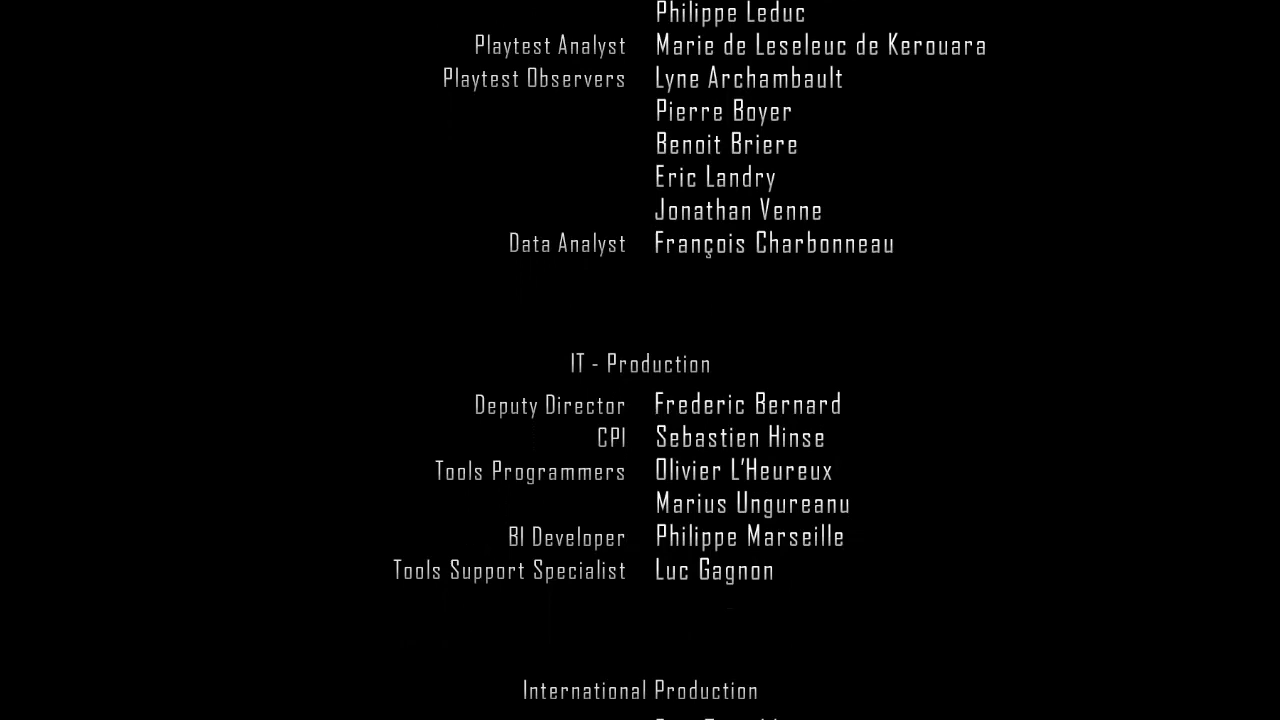 Philippe Leduc
Playtest Analyst Marie de Leseleuc de Kerouara
Playtest Observers Lyne Archambault
Pierre Boyer
Benoit Briere
Eric Landry
Jonathan Venne
Data Analyst François Charbonneau
IT - Production
Deputy Director Frederic Bernard
CPI Sebastien Hinse
Tools Programmers Olivier L'Heureux
Marius Ungureanu
BI Developer Philippe Marseille
Tools Support Specialist Luc Gagnon
International Production